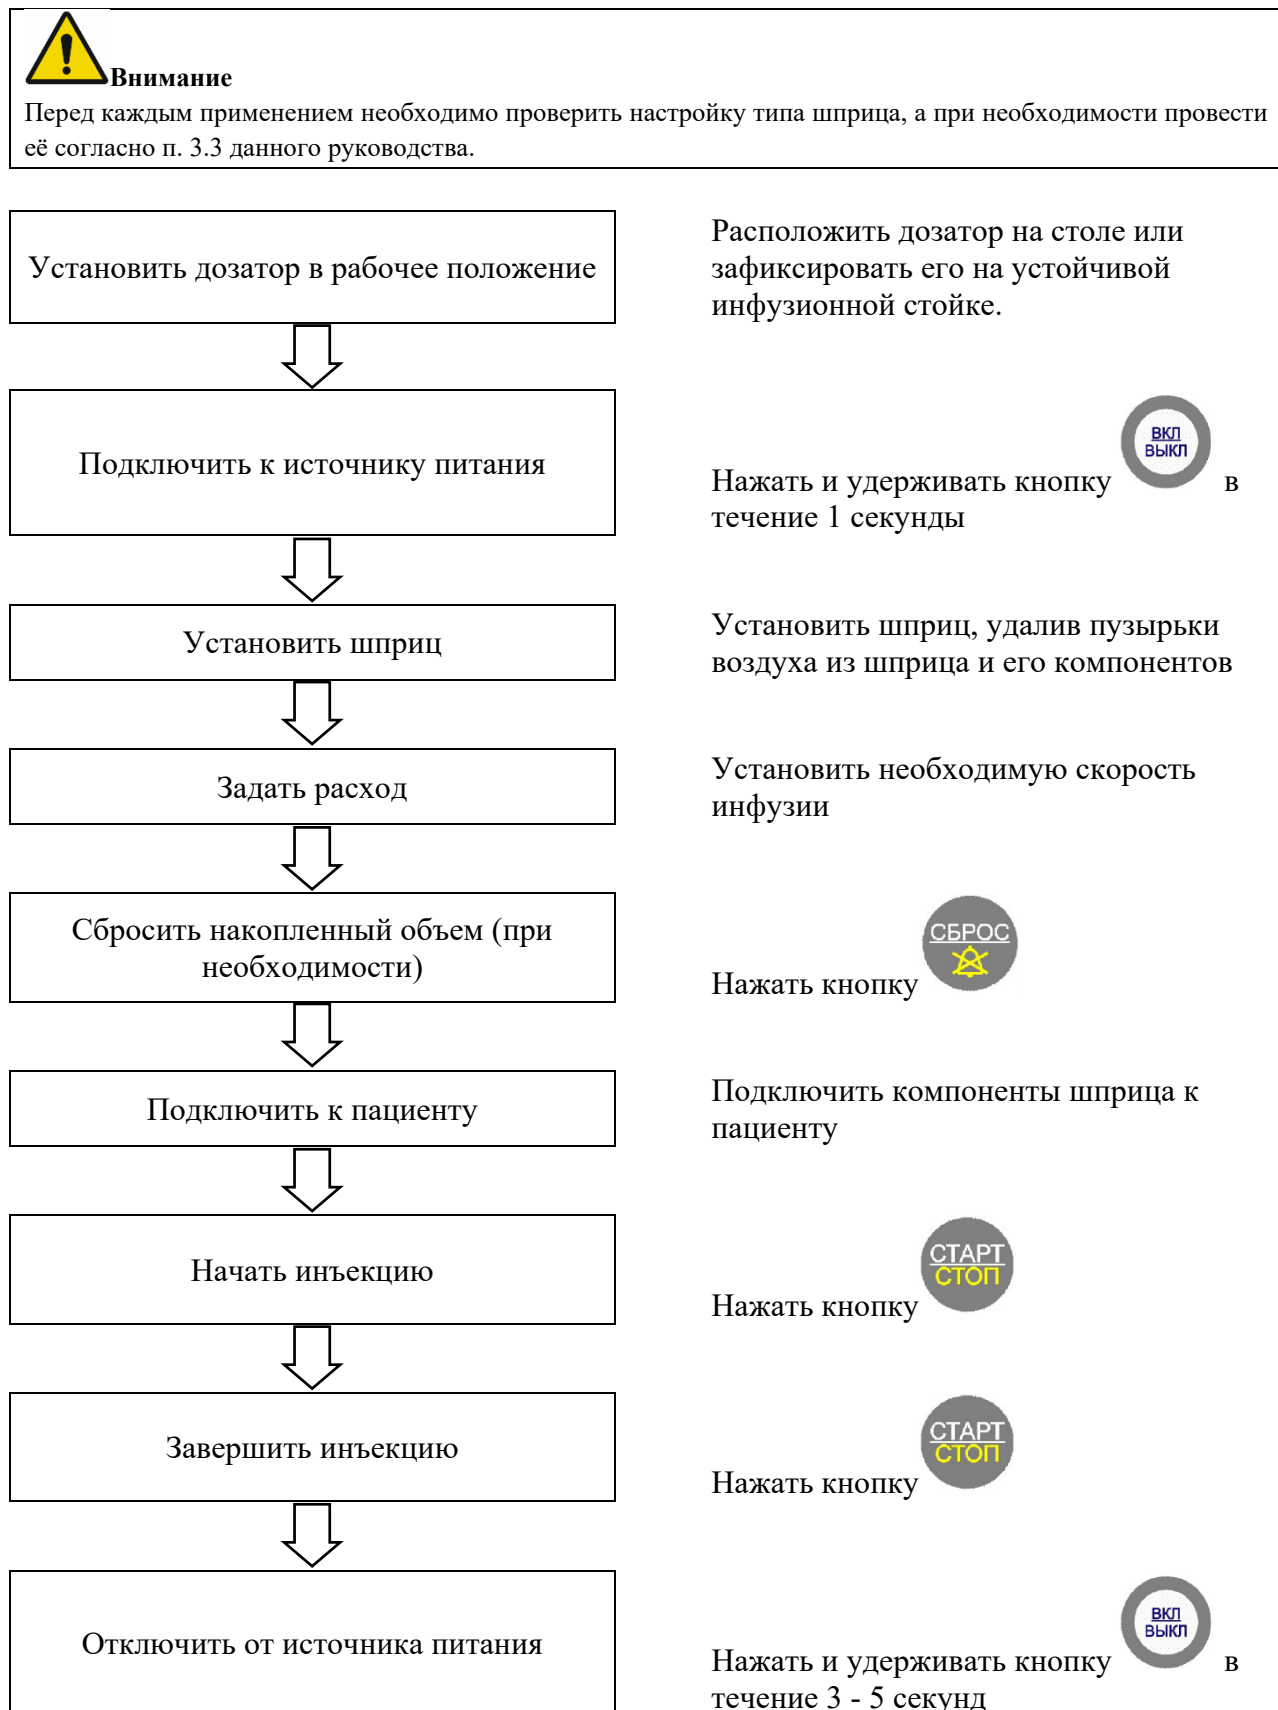 Внимание
Перед каждым применением необходимо проверить настройку типа шприца, а при необходимости провести
её согласно п. 3.3 данного руководства.
Установить дозатор в рабочее положение
Расположить дозатор на столе или
зафиксировать его на устойчивой
инфузионной стойке.
Подключить к источнику питания
ВКЛ
ВЫКЛ
Нажать и удерживать кнопку в
течение 1 секунды
Установить шприц
Установить шприц, удалив пузырьки
воздуха из шприца и его компонентов
Задать расход
Установить необходимую скорость
инфузии
Сбросить накопленный объем (при
необходимости)
СБРОС
Нажать кнопку
Подключить к пациенту
Подключить компоненты шприца к
пациенту
Начать инъекцию
СТАРТ
СТОП
Нажать кнопку
Завершить инъекцию
СТАРТ
СТОП
Нажать кнопку
Отключить от источника питания
ВКЛ
ВЫКЛ
Нажать и удерживать кнопку в
течение 3 - 5 секунд